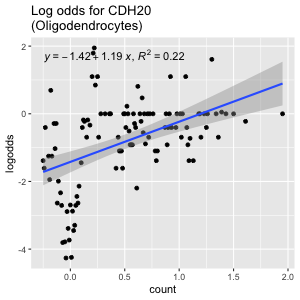 Log odds for CDH20
(Oligodendrocytes)
y = −1.42 + 1.19 x, R² = 0.22
2
0
-2
-4
logodds
0.0 0.5 1.0 1.5 2.0
count